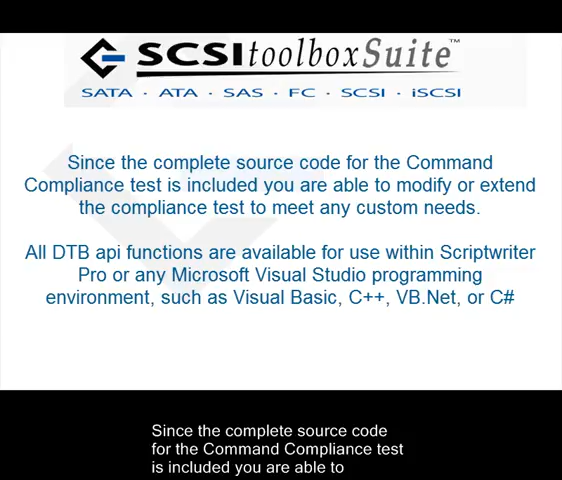 SCSItoolboxSuite™
SATA · ATA · SAS · FC · SCSI · iSCSI
Since the complete source code for the Command
Compliance test is included you are able to modify or extend
the compliance test to meet any custom needs.
All DTB api functions are available for use within Scriptwriter
Pro or any Microsoft Visual Studio programming
environment, such as Visual Basic, C++, VB.Net, or C#
Since the complete source code
for the Command Compliance test
is included you are able to